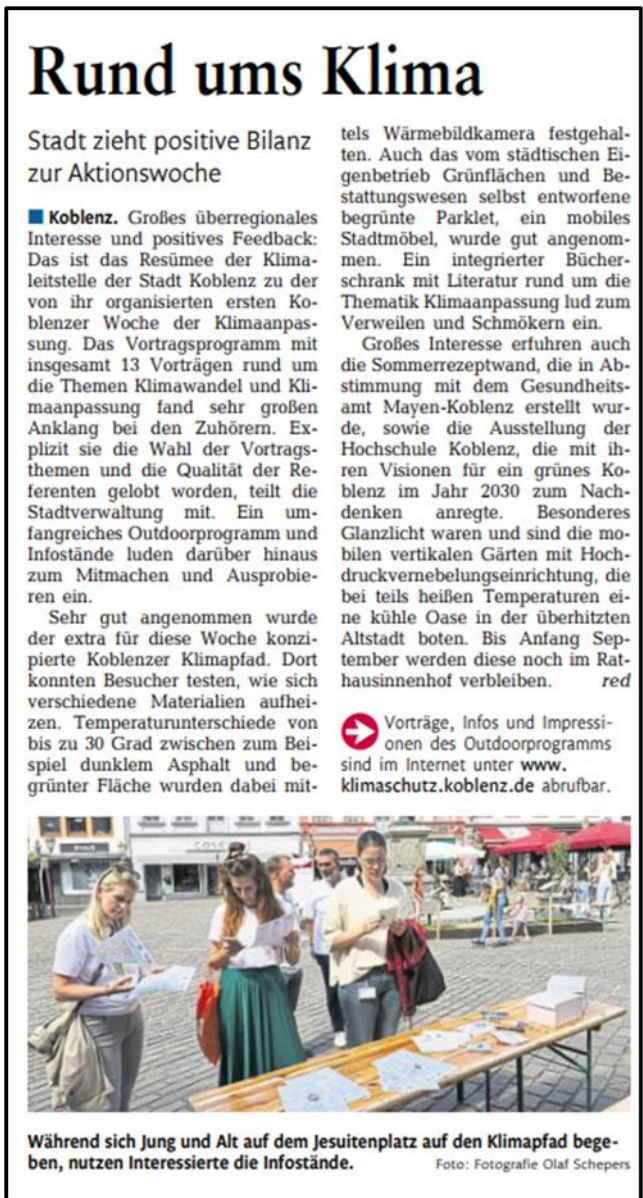 Rund ums Klima
Stadt zieht positive Bilanz
zur Aktionswoche
Koblenz. Großes überregionales
Interesse und positives Feedback:
Das ist das Resümee der Klima-
leitstelle der Stadt Koblenz zu der
von ihr organisierten ersten Ko-
blenzer Woche der Klimaanpas-
sung. Das Vortragsprogramm mit
insgesamt 13 Vorträgen rund um
die Themen Klimawandel und Kli-
maanpassung fand sehr großen
Anklang bei den Zuhörern. Ex-
plizit sie die Wahl der Vortrags-
themen und die Qualität der Re-
ferenten gelobt worden, teilt die
Stadtverwaltung mit. Ein um-
fangreiches Outdoorprogramm und
Infostände luden darüber hinaus
zum Mitmachen und Ausprobie-
ren ein.
Sehr gut angenommen wurde
der extra für diese Woche konzi-
pierte Koblenzer Klimapfad. Dort
konnten Besucher testen, wie sich
verschiedene Materialien aufhei-
zen. Temperaturunterschiede von
bis zu 30 Grad zwischen zum Bei-
spiel dunklem Asphalt und be-
grünter Fläche wurden dabei mit-
tels Wärmebildkamera festgehal-
ten. Auch das vom städtischen Ei-
genbetrieb Grünflächen und Be-
stattungswesen selbst entworfene
begrünte Parklet, ein mobiles
Stadtmöbel, wurde gut angenom-
men. Ein integrierter Bücher-
schrank mit Literatur rund um die
Thematik Klimaanpassung lud zum
Verweilen und Schmökern ein.
Großes Interesse erfuhren auch
die Sommerrezeptwand, die in Ab-
stimmung mit dem Gesundheits-
amt Mayen-Koblenz erstellt wur-
de, sowie die Ausstellung der
Hochschule Koblenz, die mit ih-
ren Visionen für ein grünes Ko-
blenz im Jahr 2030 zum Nach-
denken anregte. Besonderes
Glanzlicht waren und sind die mo-
bilen vertikalen Gärten mit Hoch-
druckvernebelungseinrichtung, die
bei teils heißen Temperaturen ei-
ne kühle Oase in der überhitzten
Altstadt boten. Bis Anfang Sep-
tember werden diese noch im Rat-
hausinnenhof verbleiben. red
Vorträge, Infos und Impressi-
onen des Outdoorprogramms
sind im Internet unter www.
klimaschutz.koblenz.de abrufbar.
Während sich Jung und Alt auf dem Jesuitenplatz auf den Klimapfad bege-
ben, nutzen Interessierte die Infostände. Foto: Fotografie Olaf Schepers